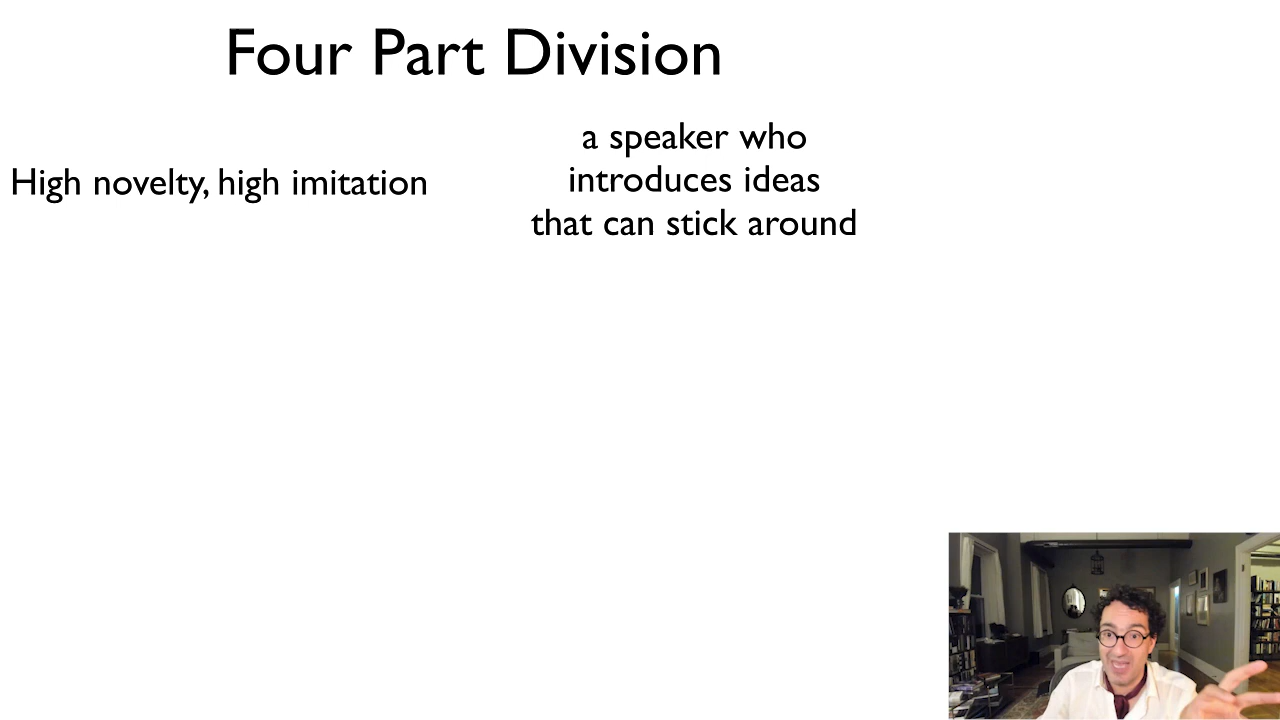 Four Part Division
High novelty, high imitation
a speaker who
introduces ideas
that can stick around